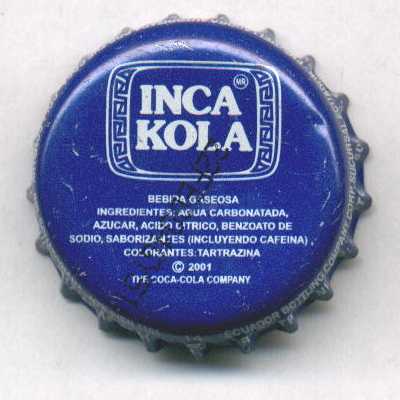 INCA
KOLA
MR
BEBIDA GASEOSA
INGREDIENTES: AGUA CARBONATADA,
AZUCAR, ACIDO CITRICO, BENZOATO DE
SODIO, SABORIZANTES (INCLUYENDO CAFEINA)
COLORANTES: TARTRAZINA
© 2001
THE COCA-COLA COMPANY
ECUADOR BOTTLING COMPANY CORP